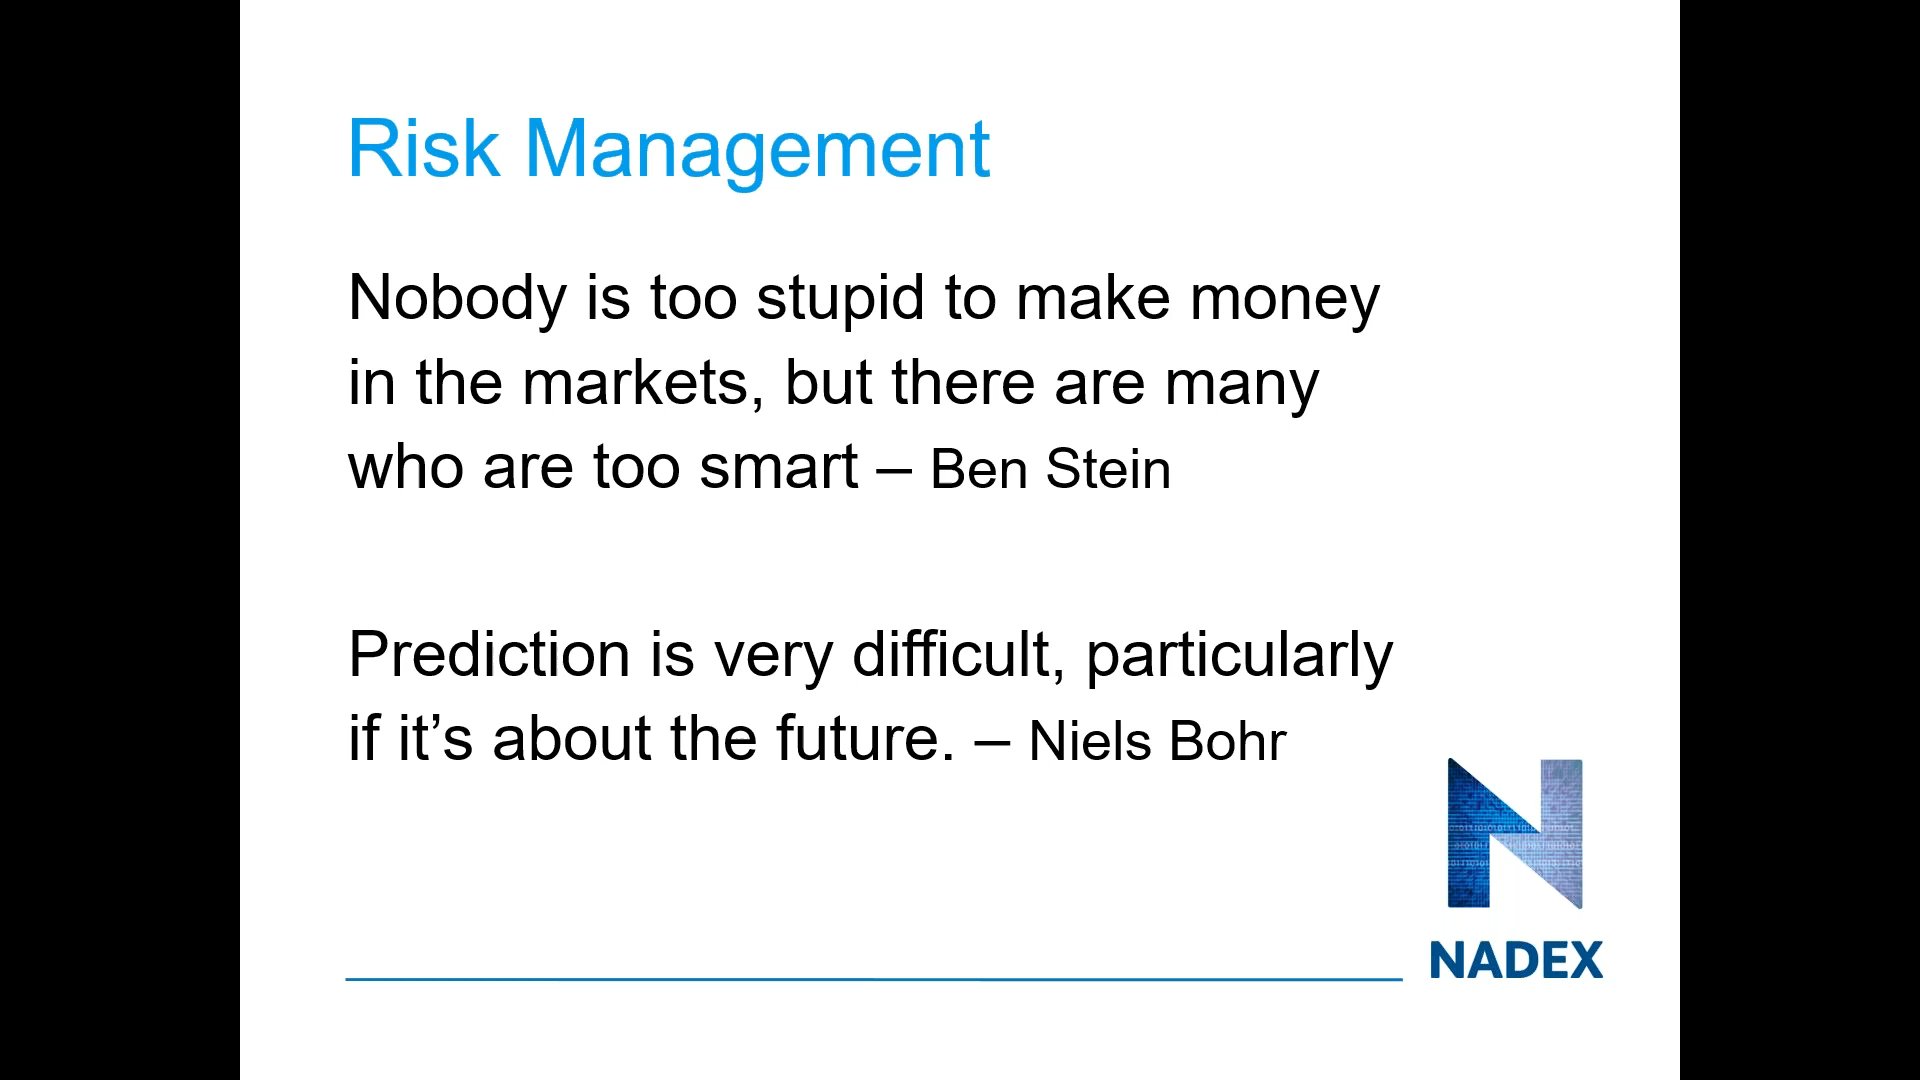 Risk Management
Nobody is too stupid to make money
in the markets, but there are many
who are too smart – Ben Stein
Prediction is very difficult, particularly
if it’s about the future. – Niels Bohr
NADEX